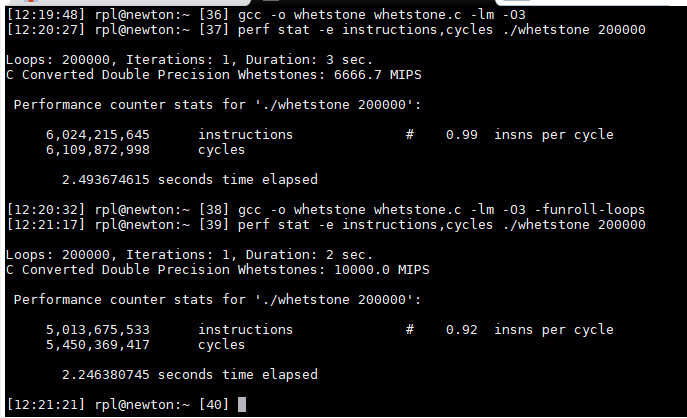 [12:19:48] rpl@newton:~ [36] gcc -o whetstone whetstone.c -lm -O3
[12:20:27] rpl@newton:~ [37] perf stat -e instructions,cycles ./whetstone 200000
Loops: 200000, Iterations: 1, Duration: 3 sec.
C Converted Double Precision Whetstones: 6666.7 MIPS
Performance counter stats for './whetstone 200000':
6,024,215,645 instructions # 0.99 insns per cycle
6,109,872,998 cycles
2.493674615 seconds time elapsed
[12:20:32] rpl@newton:~ [38] gcc -o whetstone whetstone.c -lm -O3 -funroll-loops
[12:21:17] rpl@newton:~ [39] perf stat -e instructions,cycles ./whetstone 200000
Loops: 200000, Iterations: 1, Duration: 2 sec.
C Converted Double Precision Whetstones: 10000.0 MIPS
Performance counter stats for './whetstone 200000':
5,013,675,533 instructions # 0.92 insns per cycle
5,450,369,417 cycles
2.246380745 seconds time elapsed
[12:21:21] rpl@newton:~ [40]